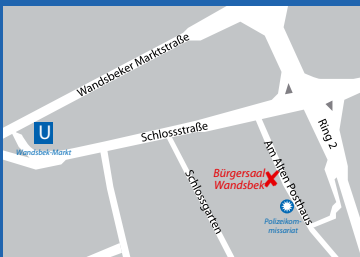 Wandsbeker Marktstraße
U
Wandsbek-Markt
Schlossstraße
Ring 2
Am Alten Posthaus
Schlossgarten
Bürgersaal
Wandsbek
Polizeikom-
missariat